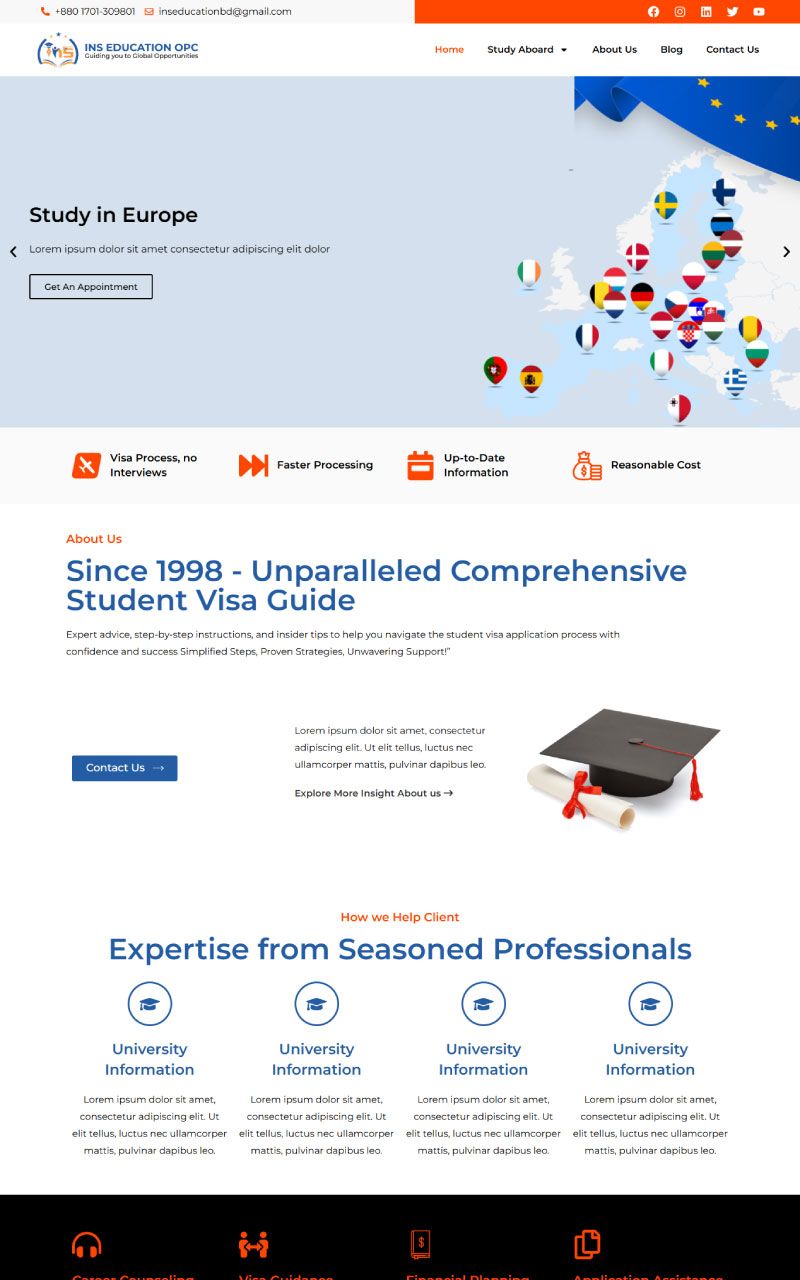 +880 1701-309801 inseducationbd@gmail.com
ins
INS EDUCATION OPC
Guiding you to Global Opportunities
Home Study Aboard About Us Blog Contact Us
Study in Europe
Lorem ipsum dolor sit amet consectetur adipiscing elit dolor
Get An Appointment
Visa Process, no
Interviews
Faster Processing
Up-to-Date
Information
Reasonable Cost
About Us
Since 1998 - Unparalleled Comprehensive
Student Visa Guide
Expert advice, step-by-step instructions, and insider tips to help you navigate the student visa application process with
confidence and success Simplified Steps, Proven Strategies, Unwavering Support!”
Contact Us →
Lorem ipsum dolor sit amet, consectetur
adipiscing elit. Ut elit tellus, luctus nec
ullamcorper mattis, pulvinar dapibus leo.
Explore More Insight About us →
How we Help Client
Expertise from Seasoned Professionals
University
Information
Lorem ipsum dolor sit amet,
consectetur adipiscing elit. Ut
elit tellus, luctus nec ullamcorper
mattis, pulvinar dapibus leo.
University
Information
Lorem ipsum dolor sit amet,
consectetur adipiscing elit. Ut
elit tellus, luctus nec ullamcorper
mattis, pulvinar dapibus leo.
University
Information
Lorem ipsum dolor sit amet,
consectetur adipiscing elit. Ut
elit tellus, luctus nec ullamcorper
mattis, pulvinar dapibus leo.
University
Information
Lorem ipsum dolor sit amet,
consectetur adipiscing elit. Ut
elit tellus, luctus nec ullamcorper
mattis, pulvinar dapibus leo.
Career Counseling
Visa Guidance
Financial Planning
Application Assistance